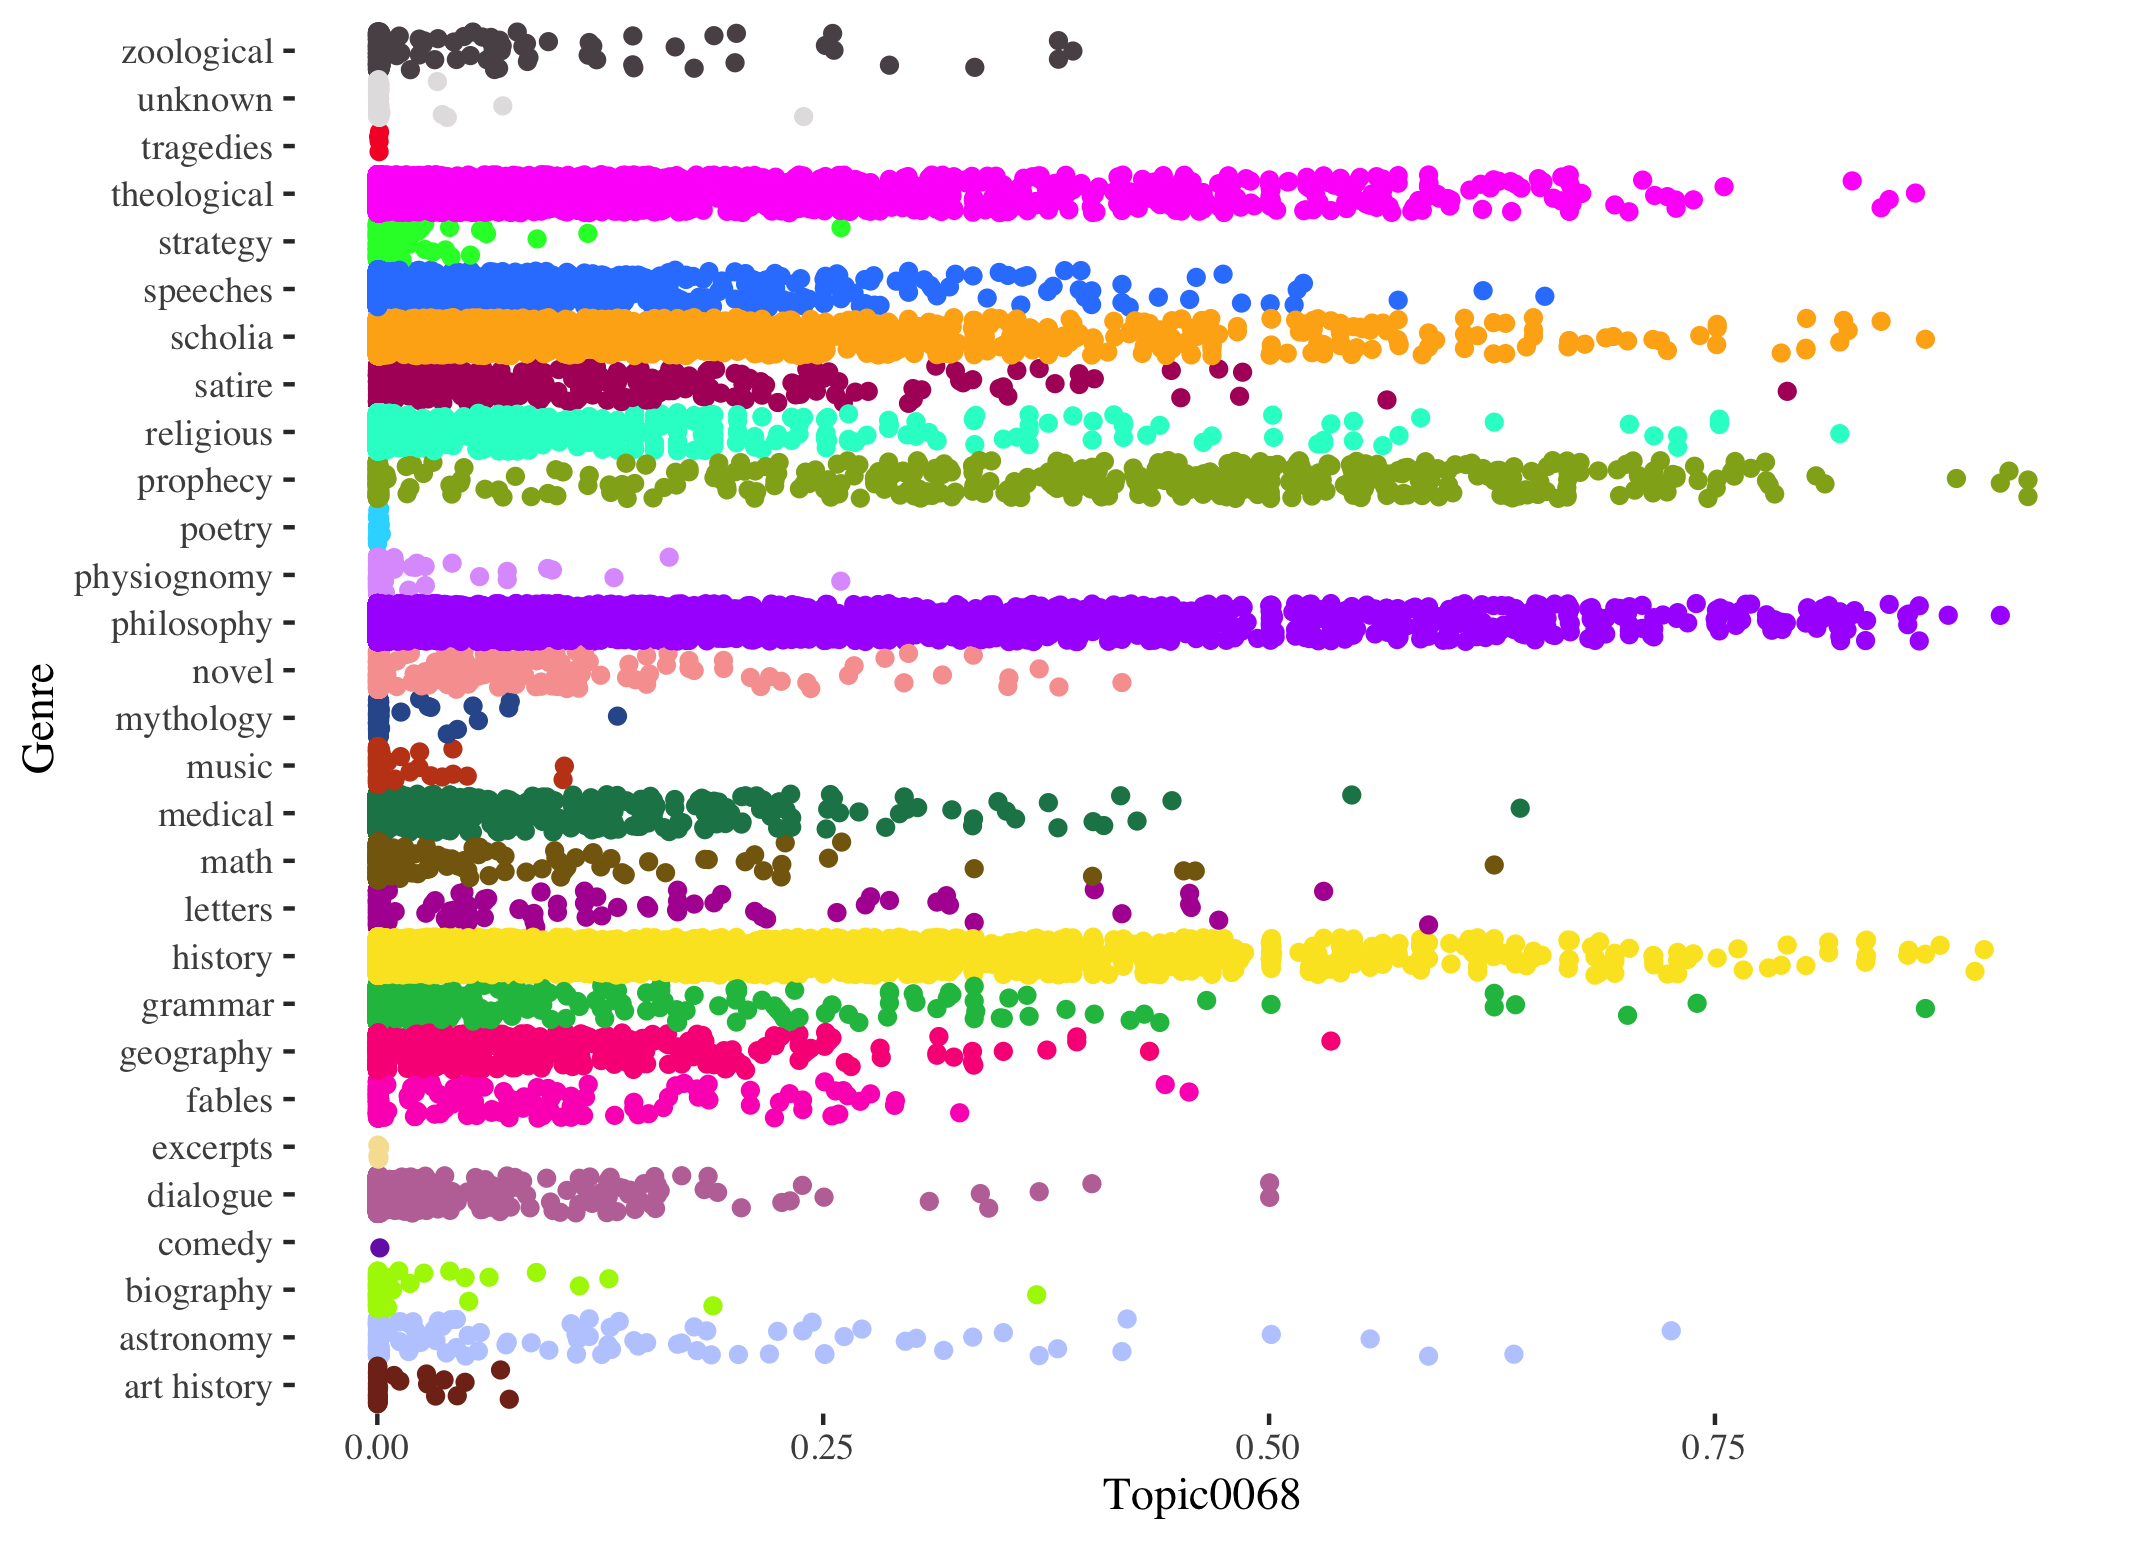 zoological
unknown
tragedies
theological
strategy
speeches
scholia
satire
religious
prophecy
poetry
physiognomy
philosophy
novel
mythology
music
medical
math
letters
history
grammar
geography
fables
excerpts
dialogue
comedy
biography
astronomy
art history
Genre
0.00 0.25 0.50 0.75
Topic0068